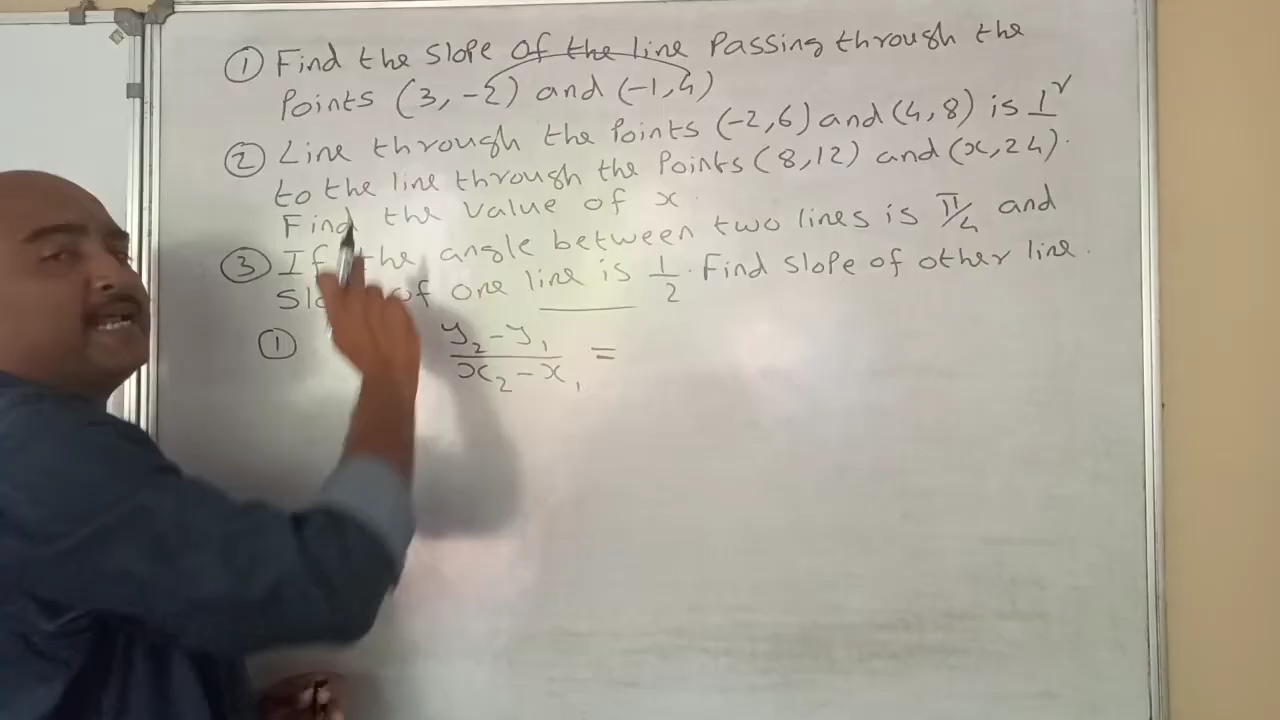 ① Find the slope of the line passing through the
Points (3, -2) and (-1,4)
② Line through the Points (-2,6) and (4,8) is ⊥r
to the line through the Points (8,12) and (x,24).
Find the value of x
③ If the angle between two lines is π/4 and
of one line is 1/2. Find slope of other line.
① y₂-y₁/x₂-x₁ =